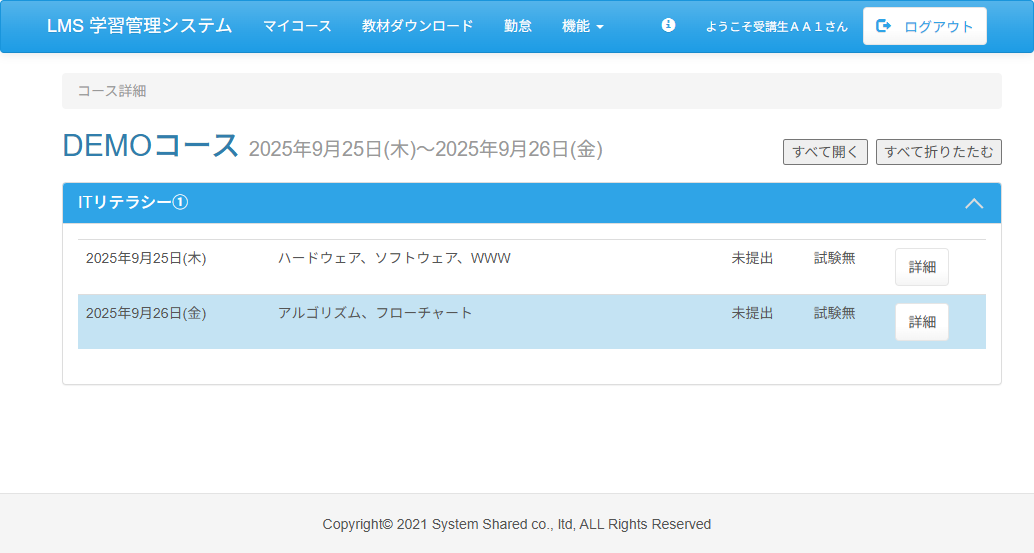 LMS 学習管理システム マイコース 教材ダウンロード 勤怠 機能 ようこそ受講生ＡＡ１さん ログアウト
コース詳細
DEMOコース 2025年9月25日(木)～2025年9月26日(金) すべて開く すべて折りたたむ
ITリテラシー①
2025年9月25日(木) ハードウェア、ソフトウェア、WWW 未提出 試験無 詳細
2025年9月26日(金) アルゴリズム、フローチャート 未提出 試験無 詳細
Copyright© 2021 System Shared co., ltd, ALL Rights Reserved